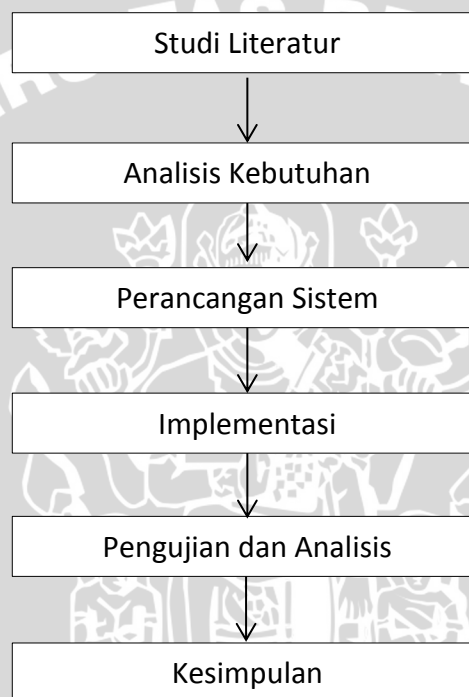 Studi Literatur
Analisis Kebutuhan
Perancangan Sistem
Implementasi
Pengujian dan Analisis
Kesimpulan